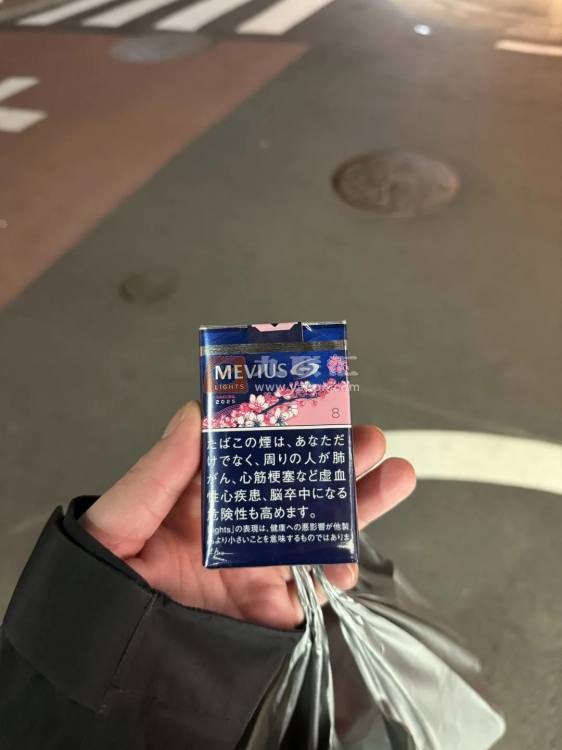 MEVIUS
LIGHTS
SAKURA
2025
8
たばこの煙は、あなただ
けでなく、周りの人が肺
がん、心筋梗塞など虚血
性心疾患、脳卒中になる
危険性も高めます。
ights」の表現は、健康への悪影響が他製
より小さいことを意味するものではありま